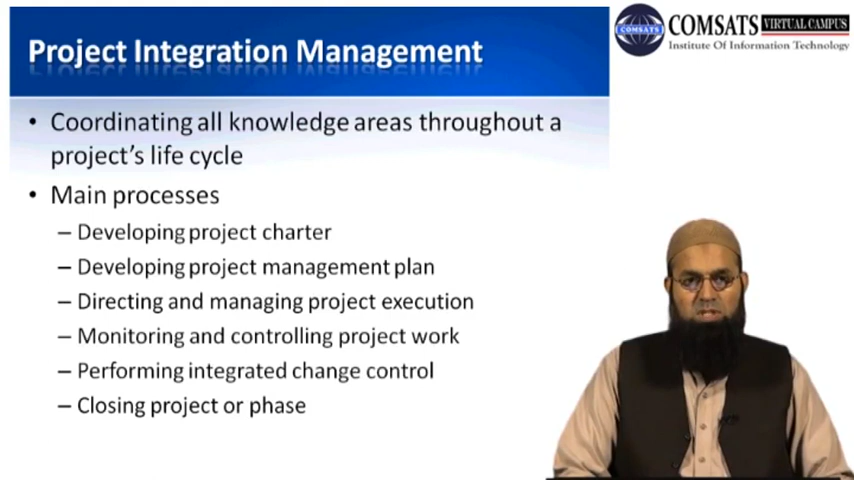 Project Integration Management
COMSATS VIRTUAL CAMPUS
COMSATS
Institute Of Information Technology
• Coordinating all knowledge areas throughout a
project's life cycle
• Main processes
– Developing project charter
– Developing project management plan
– Directing and managing project execution
– Monitoring and controlling project work
– Performing integrated change control
– Closing project or phase